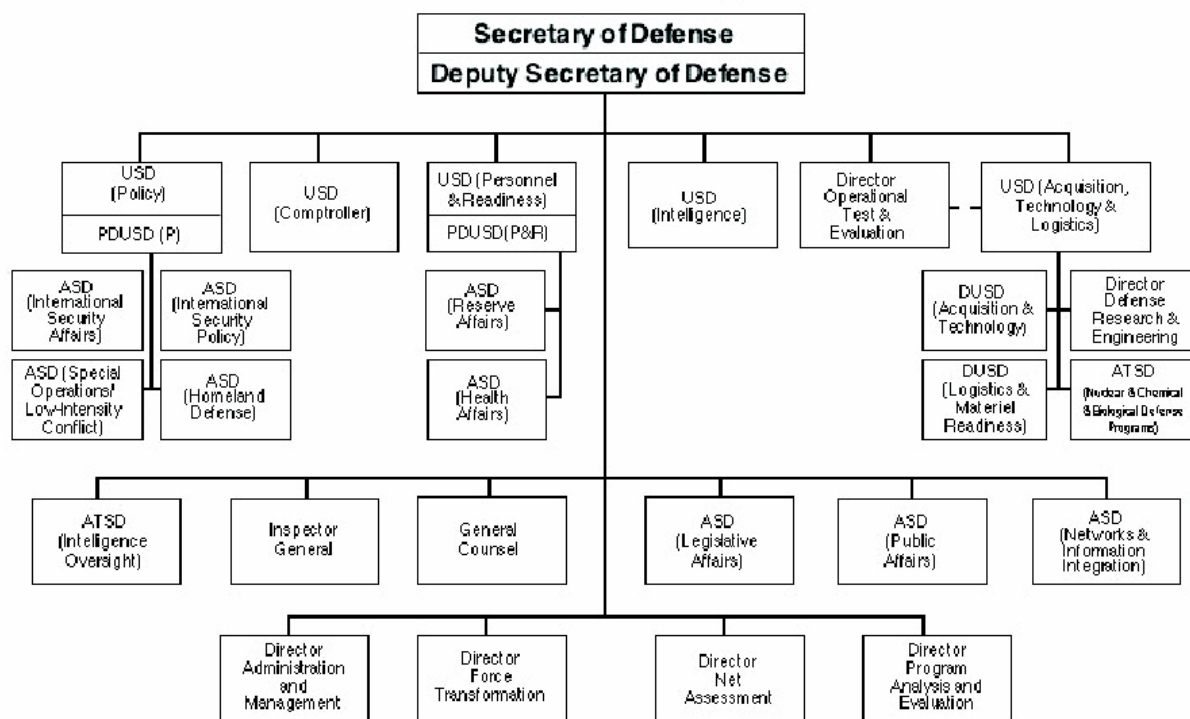 Secretary of Defense
Deputy Secretary of Defense
USD
(Policy)
PDUSD (P)
USD
(Comptroller)
USD (Personnel
& Readiness)
PDUSD(P&R)
USD
(Intelligence)
Director
Operational
Test &
Evaluation
USD (Acquisition,
Technology &
Logistics)
ASD
(International
Security
Affairs)
ASD
(International
Security
Policy)
ASD
(Reserve
Affairs)
DUSD
(Acquisition &
Technology)
Director
Defense
Research &
Engineering
ASD (Special
Operations/
Low-Intensity
Conflict)
ASD
(Homeland
Defense)
ASD
(Health
Affairs)
DUSD
(Logistics &
Materiel
Readiness)
ATSD
(Nuclear & Chemical
& Biological Defense
Programs)
ATSD
(Intelligence
Oversight)
Inspector
General
General
Counsel
ASD
(Legislative
Affairs)
ASD
(Public
Affairs)
ASD
(Networks &
Information
Integration)
Director
Administration
and
Management
Director
Force
Transformation
Director
Net
Assessment
Director
Program
Analysis and
Evaluation